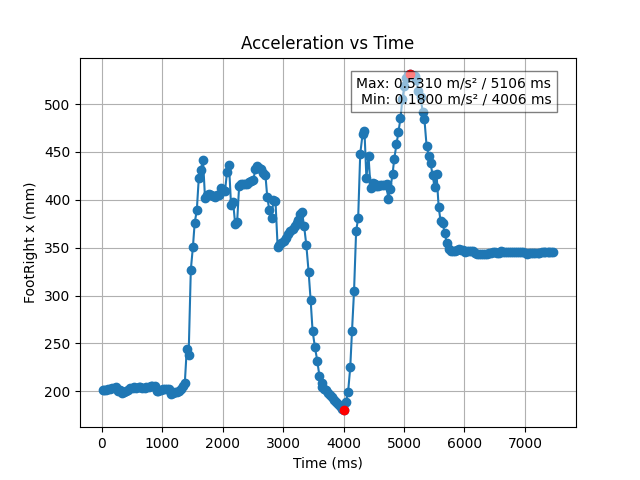 Acceleration vs Time
Max: 0.5310 m/s² / 5106 ms
Min: 0.1800 m/s² / 4006 ms
FootRight x (mm)
500
450
400
350
300
250
200
0 1000 2000 3000 4000 5000 6000 7000
Time (ms)